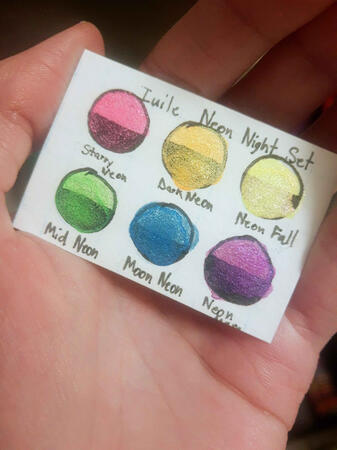 Iuile Neon Night Set
Starry Neon
Dark Neon
Neon Fall
Mid Neon
Moon Neon
Neon